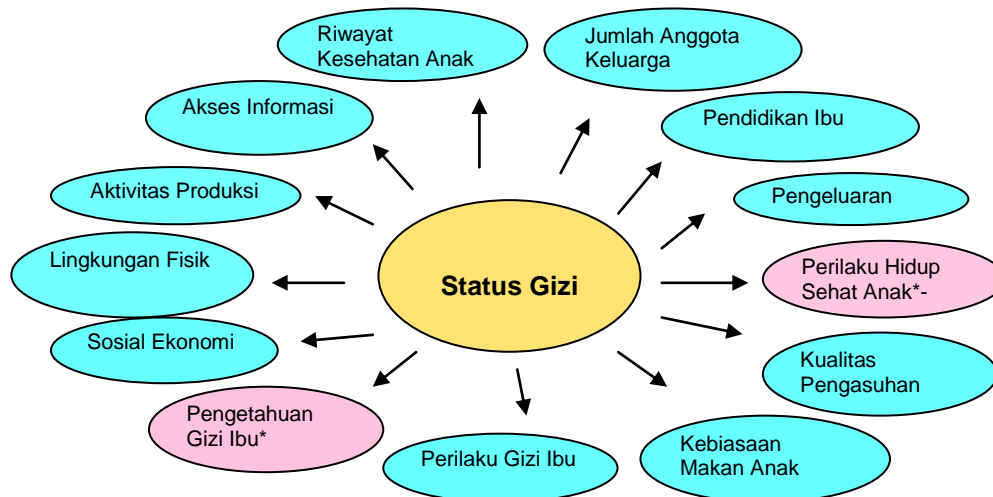 Riwayat
Kesehatan Anak
Jumlah Anggota
Keluarga
Akses Informasi
Pendidikan Ibu
Aktivitas Produksi
Pengeluaran
Lingkungan Fisik
Status Gizi
Perilaku Hidup
Sehat Anak*-
Sosial Ekonomi
Kualitas
Pengasuhan
Pengetahuan
Gizi Ibu*
Perilaku Gizi Ibu
Kebiasaan
Makan Anak